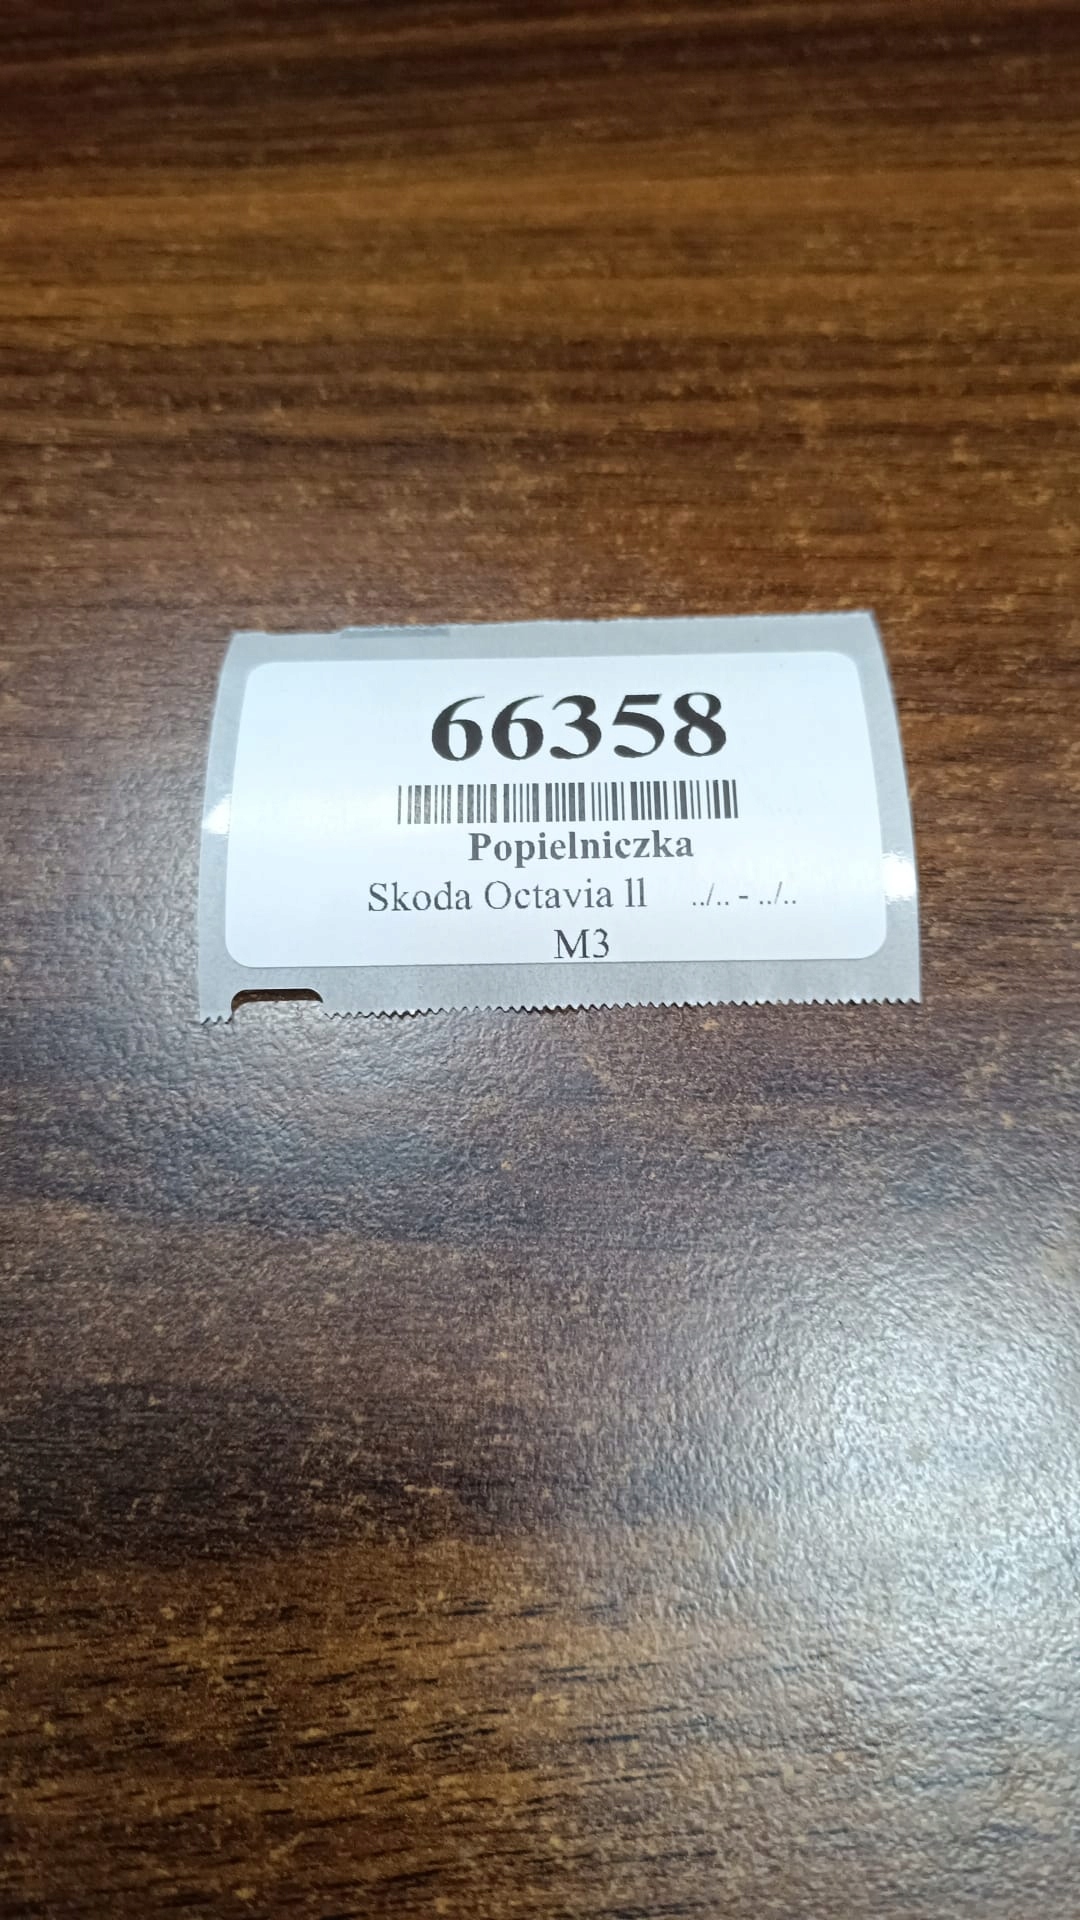 66358
Popielniczka
Skoda Octavia ll ../.. - ../..
M3